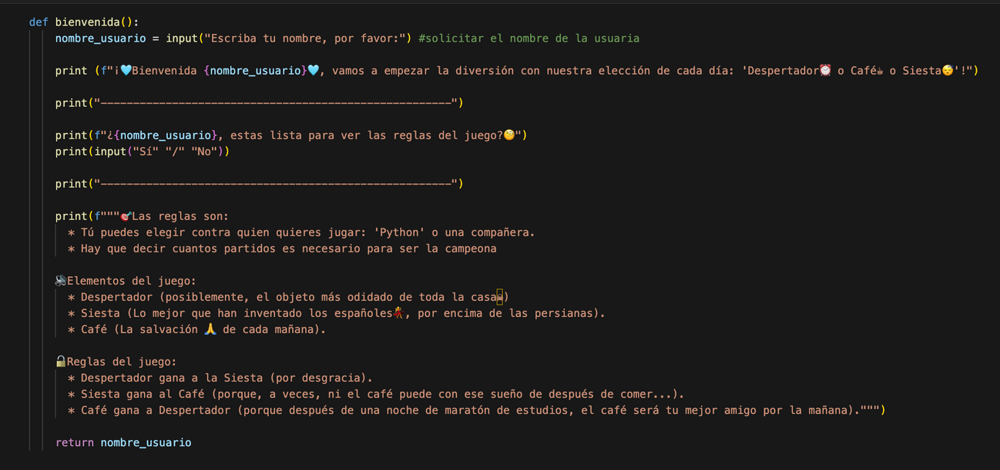 def bienvenida():
nombre_usuario = input("Escriba tu nombre, por favor:") #solicitar el nombre de la usuaria
print (f"¡🩵Bienvenida {nombre_usuario}🩵, vamos a empezar la diversión con nuestra elección de cada día: 'Despertador⏰ o Café☕ o Siesta😴'!")
print("------------------------------------------------------")
print(f"¿{nombre_usuario}, estas lista para ver las reglas del juego?🧐")
print(input("Sí" "/" "No"))
print("------------------------------------------------------")
print(f"""🎯Las reglas son:
* Tú puedes elegir contra quien quieres jugar: 'Python' o una compañera.
* Hay que decir cuantos partidos es necesario para ser la campeona
🔊Elementos del juego:
* Despertador (posiblemente, el objeto más odidado de toda la casa☠)
* Siesta (Lo mejor que han inventado los españoles💃, por encima de las persianas).
* Café (La salvación 🙏 de cada mañana).
🔒Reglas del juego:
* Despertador gana a la Siesta (por desgracia).
* Siesta gana al Café (porque, a veces, ni el café puede con ese sueño de después de comer...).
* Café gana a Despertador (porque después de una noche de maratón de estudios, el café será tu mejor amigo por la mañana).""")
return nombre_usuario